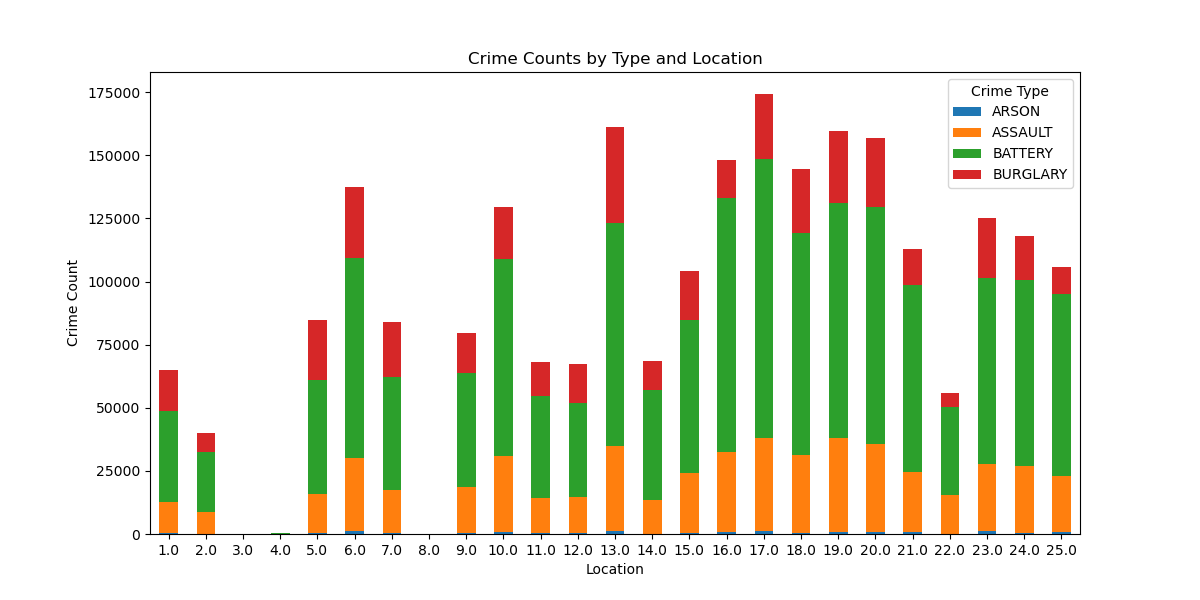 Crime Counts by Type and Location
Crime Type
ARSON
ASSAULT
BATTERY
BURGLARY
Crime Count
175000
150000
125000
100000
75000
50000
25000
0
1.0 2.0 3.0 4.0 5.0 6.0 7.0 8.0 9.0 10.0 11.0 12.0 13.0 14.0 15.0 16.0 17.0 18.0 19.0 20.0 21.0 22.0 23.0 24.0 25.0
Location